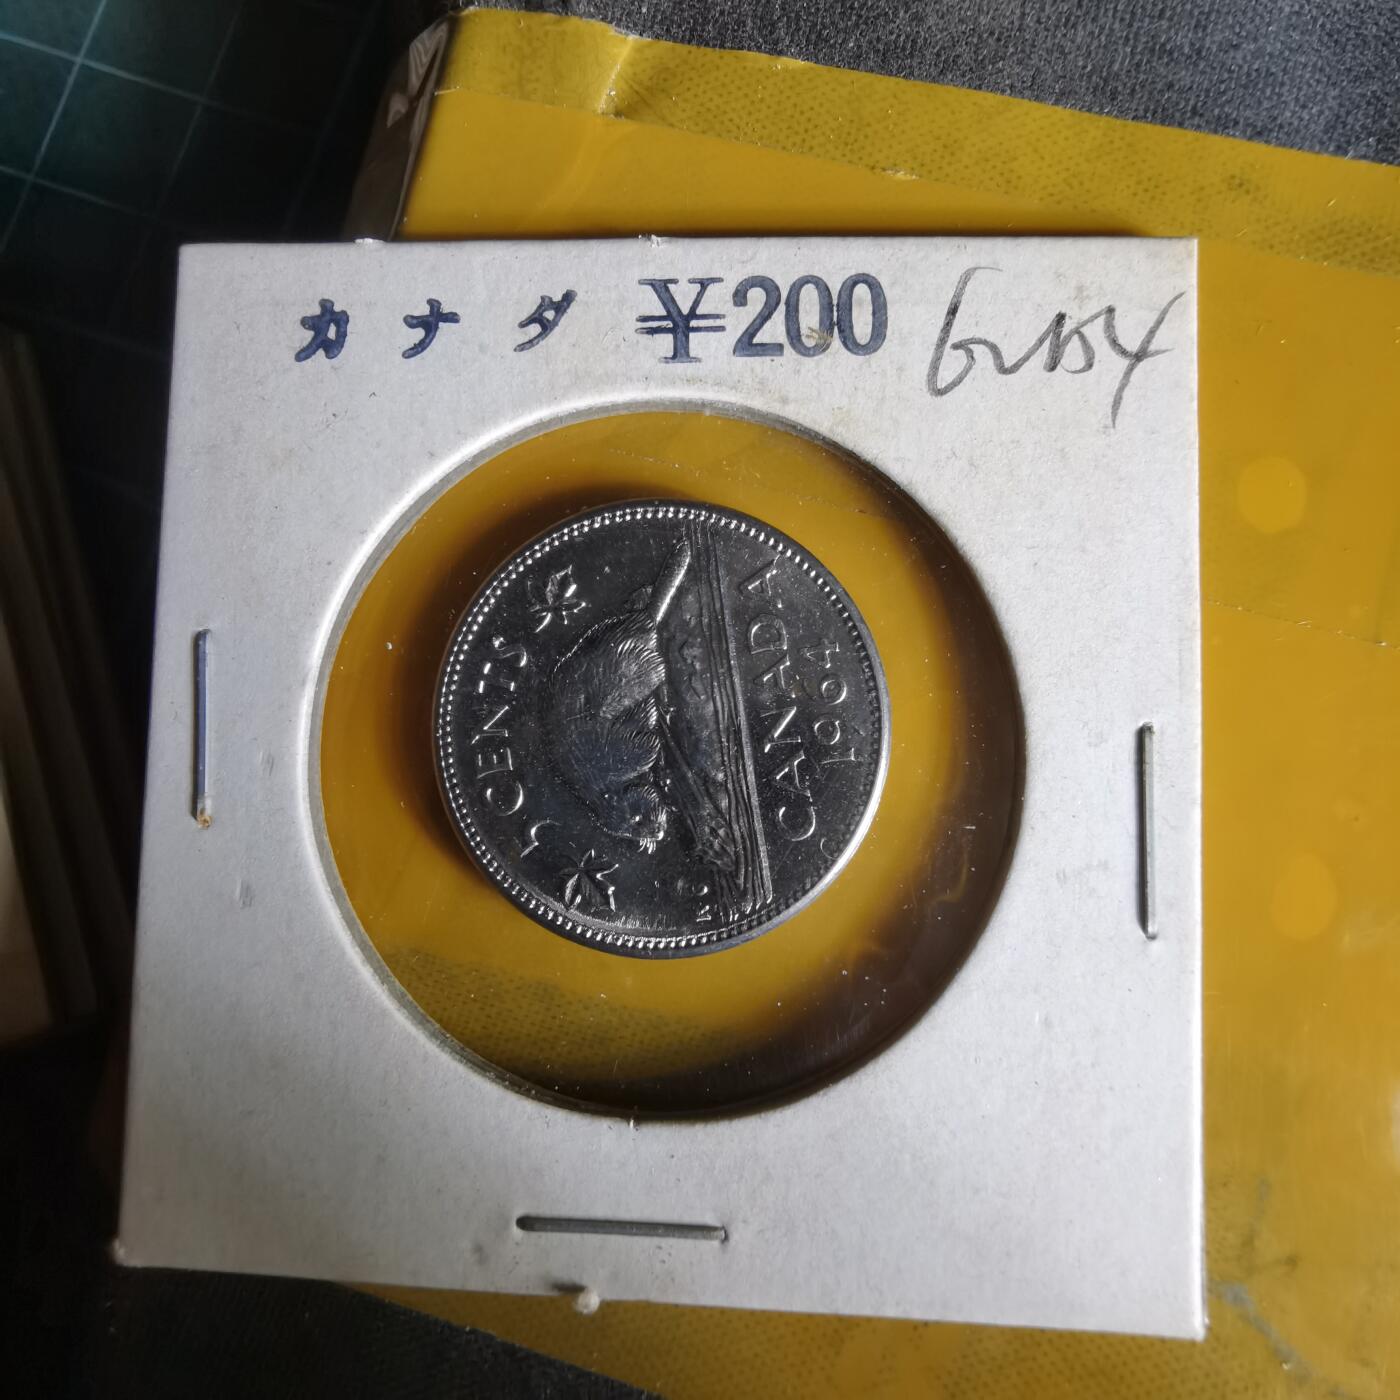 カナダ ¥200
5 CENTS
K G
CANADA
1964